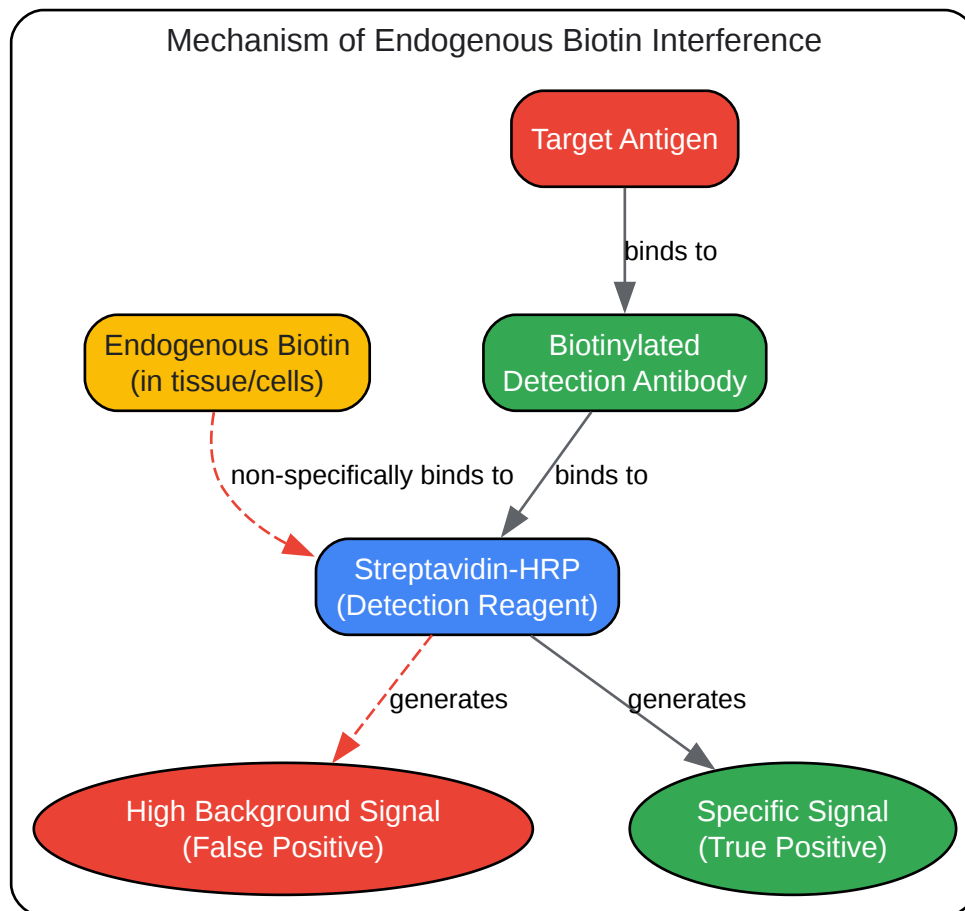 Mechanism of Endogenous Biotin Interference
Target Antigen
binds to
Endogenous Biotin
(in tissue/cells)
Biotinylated
Detection Antibody
non-specifically binds to
binds to
Streptavidin-HRP
(Detection Reagent)
generates
generates
High Background Signal
(False Positive)
Specific Signal
(True Positive)